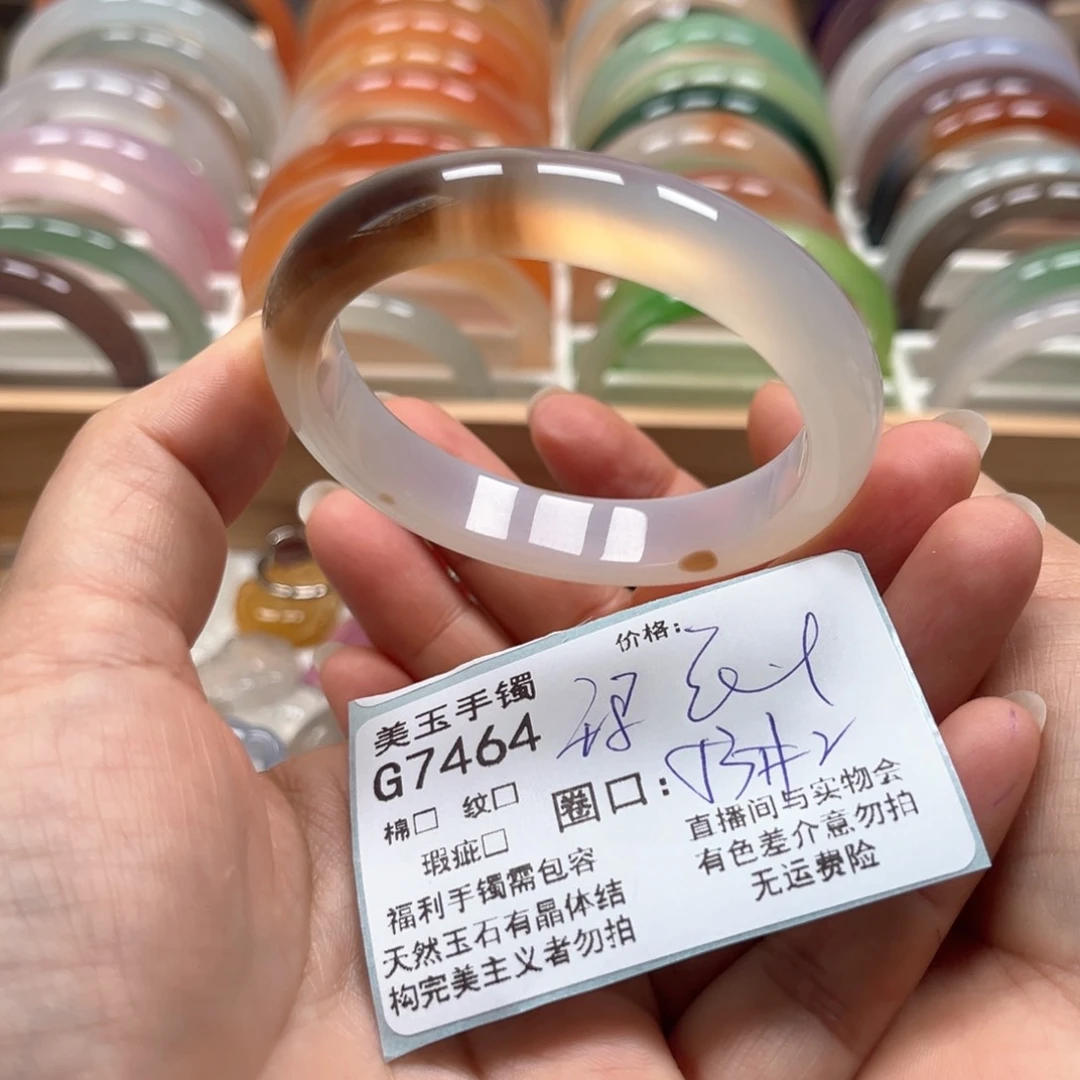 价格:
美玉手镯
G7464
棉□ 纹□
瑕疵□
圈口:
福利手镯需包容
天然玉石有晶体结
构完美主义者勿拍
直播间与实物会
有色差介意勿拍
无运费险